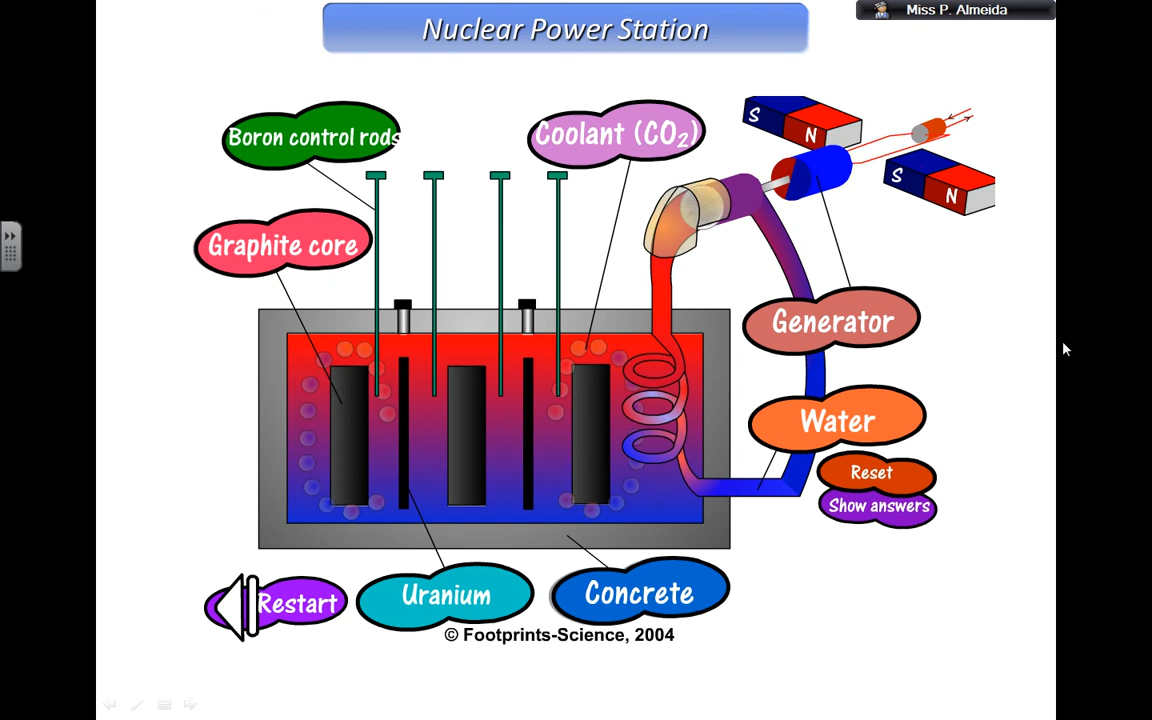 Nuclear Power Station
Miss P. Almeida
Boron control rods
Coolant (CO₂)
S
N
S
N
Graphite core
Generator
Water
Reset
Show answers
Restart
Uranium
Concrete
© Footprints-Science, 2004